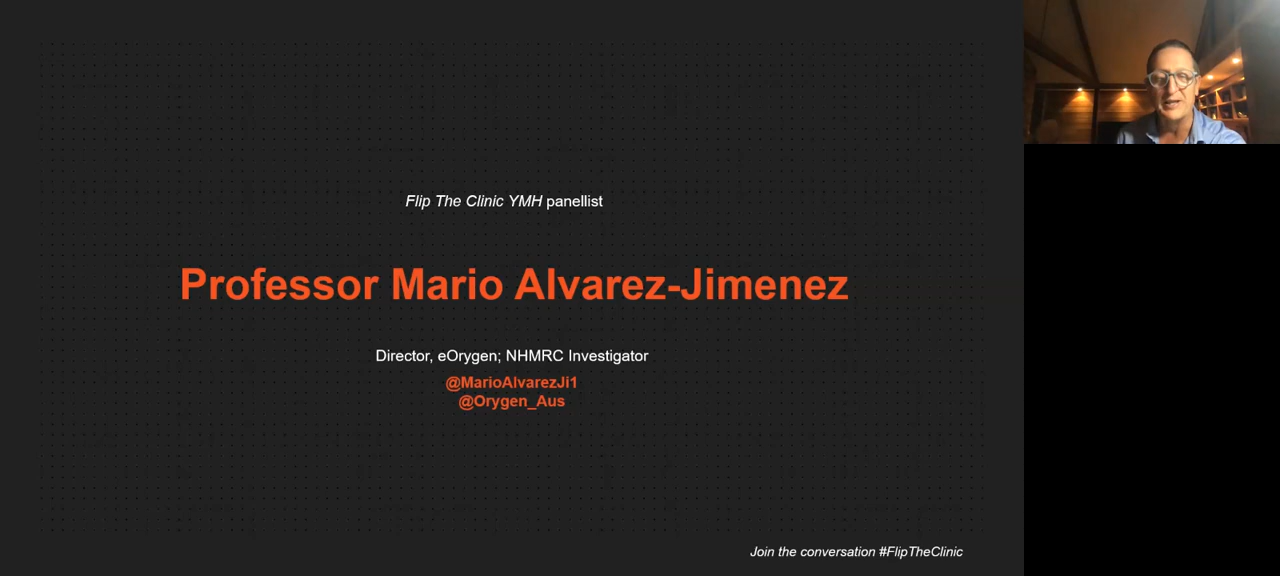 Flip The Clinic YMH panellist
Professor Mario Alvarez-Jimenez
Director, eOrygen; NHMRC Investigator
@MarioAlvarezJi1
@Orygen_Aus
Join the conversation #FlipTheClinic